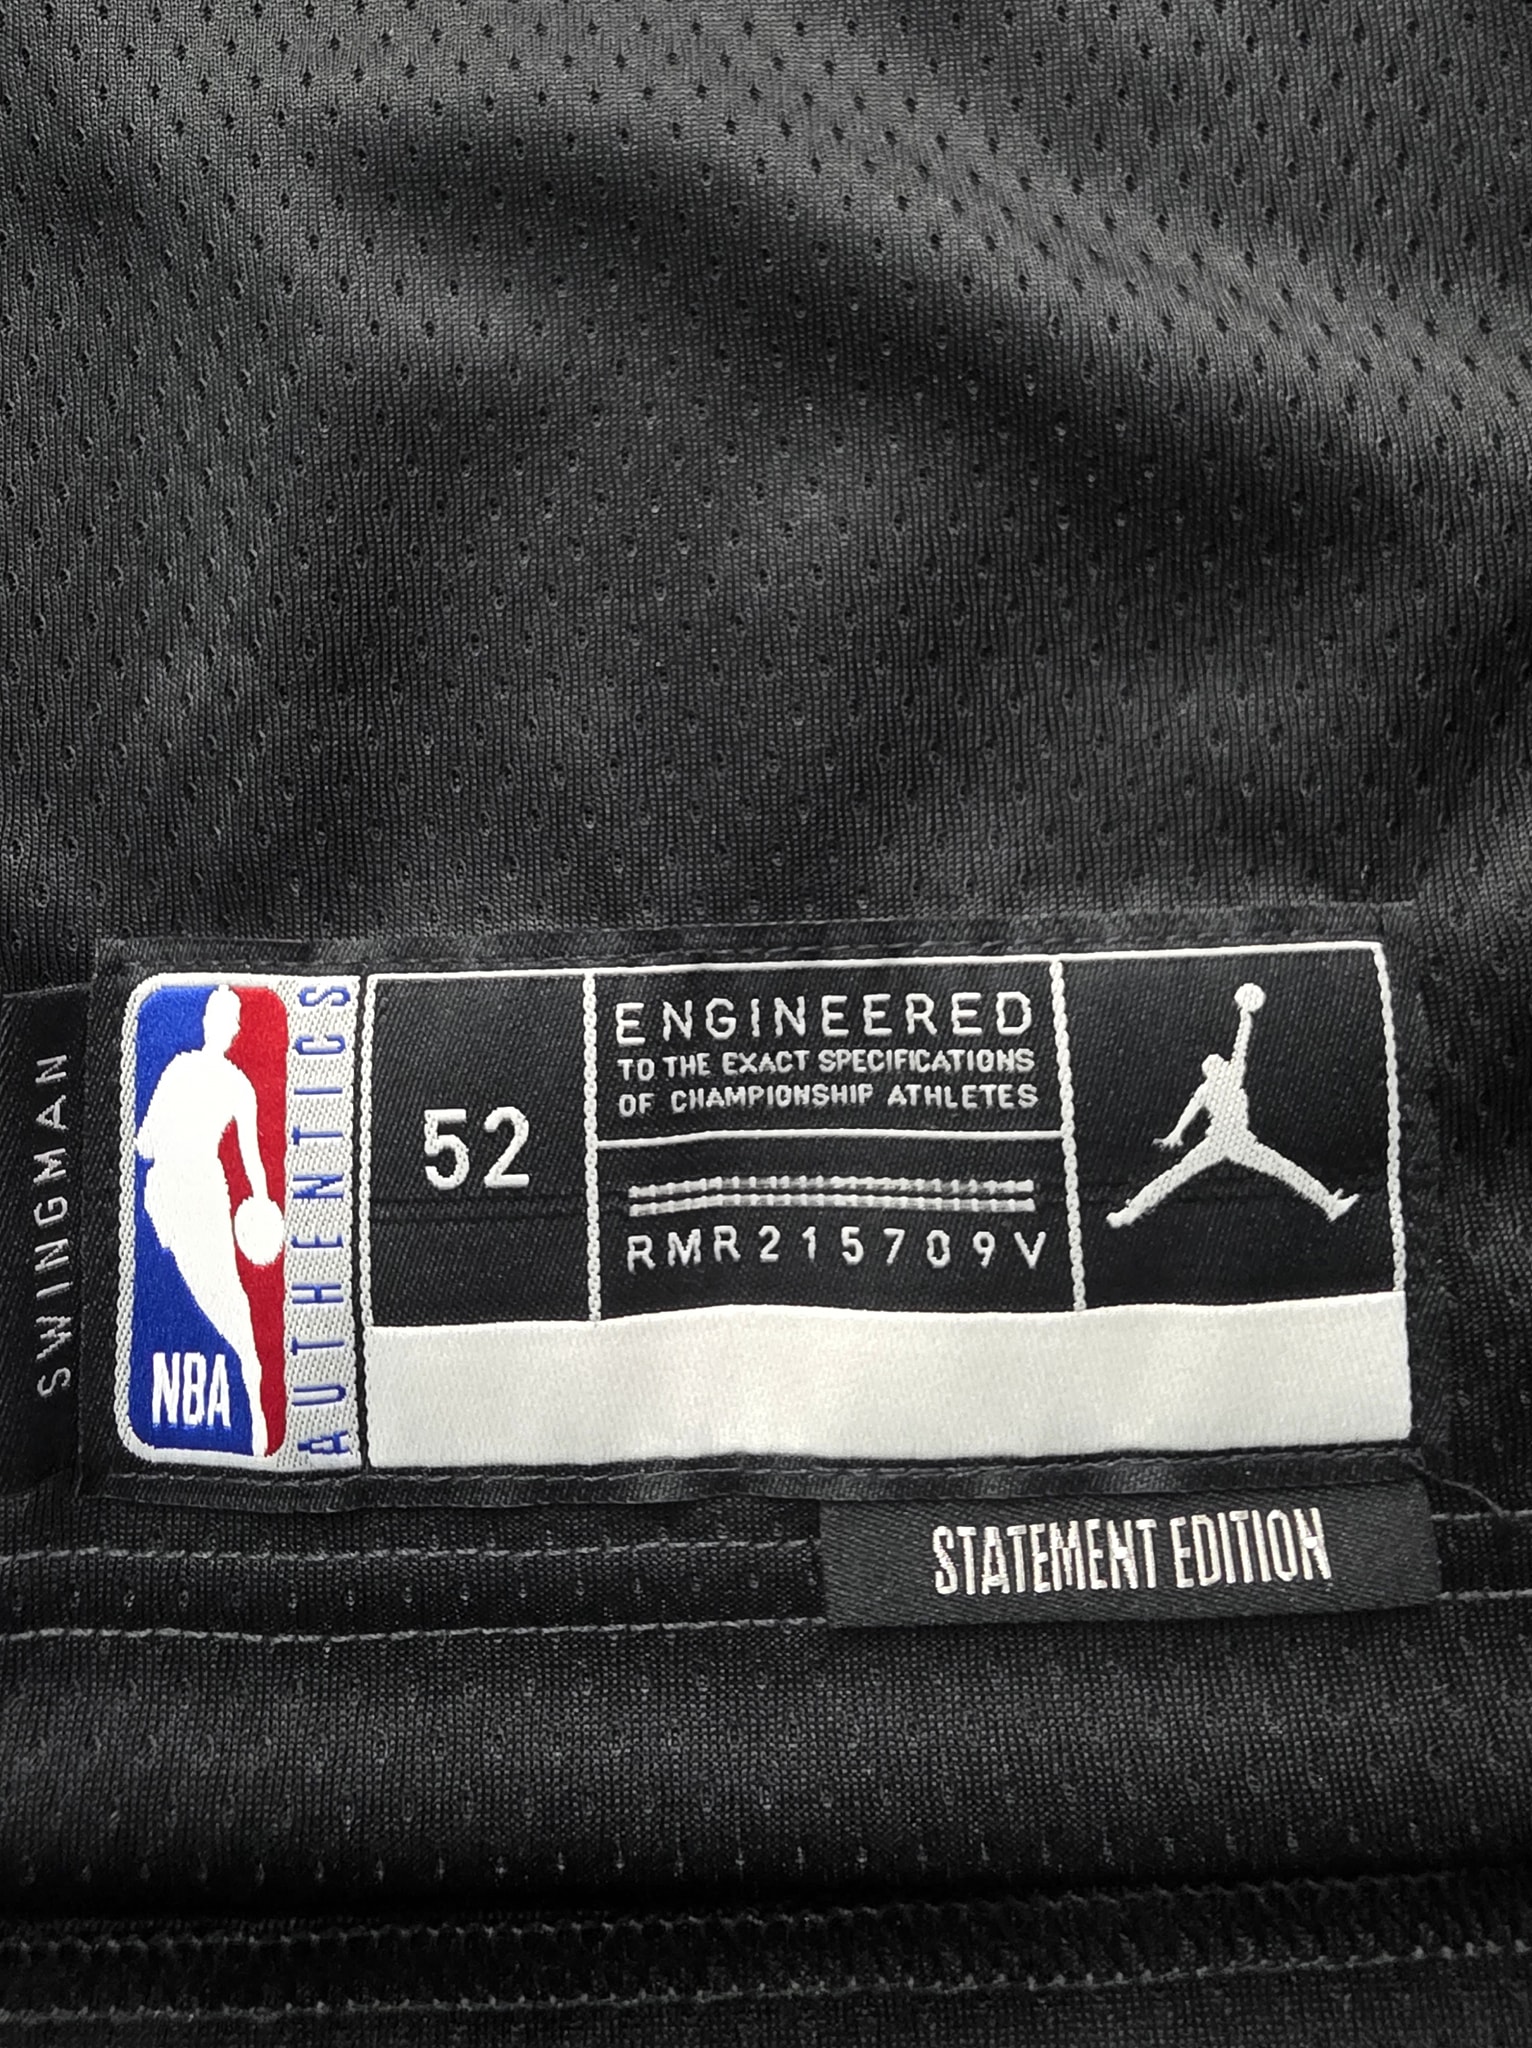 SWINGMAN
NBA
AUTHENTICS
52
ENGINEERED
TO THE EXACT SPECIFICATIONS
OF CHAMPIONSHIP ATHLETES
RMR215709V
STATEMENT EDITION